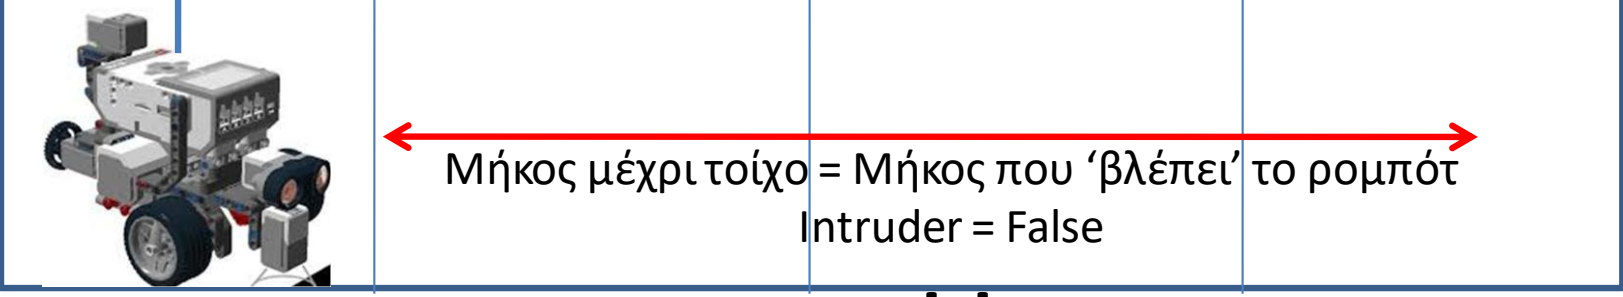 Μήκος μέχρι τοίχο = Μήκος που ‘βλέπει’ το ρομπότ
Intruder = False